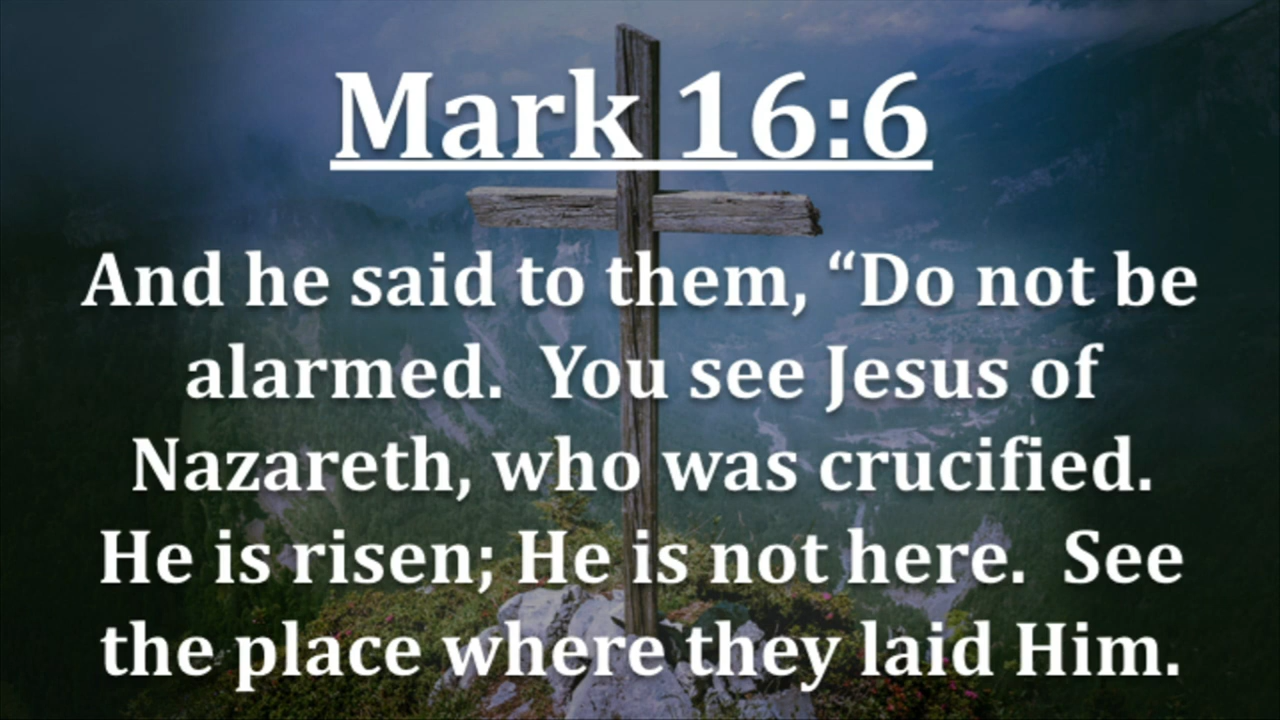 Mark 16:6
And he said to them, “Do not be
alarmed.  You see Jesus of
Nazareth, who was crucified.
He is risen; He is not here.  See
the place where they laid Him.